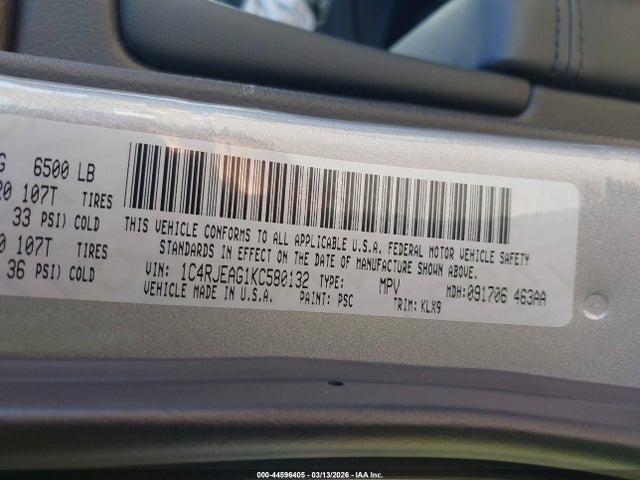 G 6500 LB
20 107T TIRES
33 PSI) COLD
0 107T TIRES
36 PSI) COLD
THIS VEHICLE CONFORMS TO ALL APPLICABLE U.S.A. FEDERAL MOTOR VEHICLE SAFETY
STANDARDS IN EFFECT ON THE DATE OF MANUFACTURE SHOWN ABOVE.
VIN: 1C4RJEAG1KC580132 TYPE: MPV MDH:091706 463AA
VEHICLE MADE IN U.S.A. PAINT: PSC TRIM: KLX9
000-44596405 - 03/13/2026 - IAA Inc.